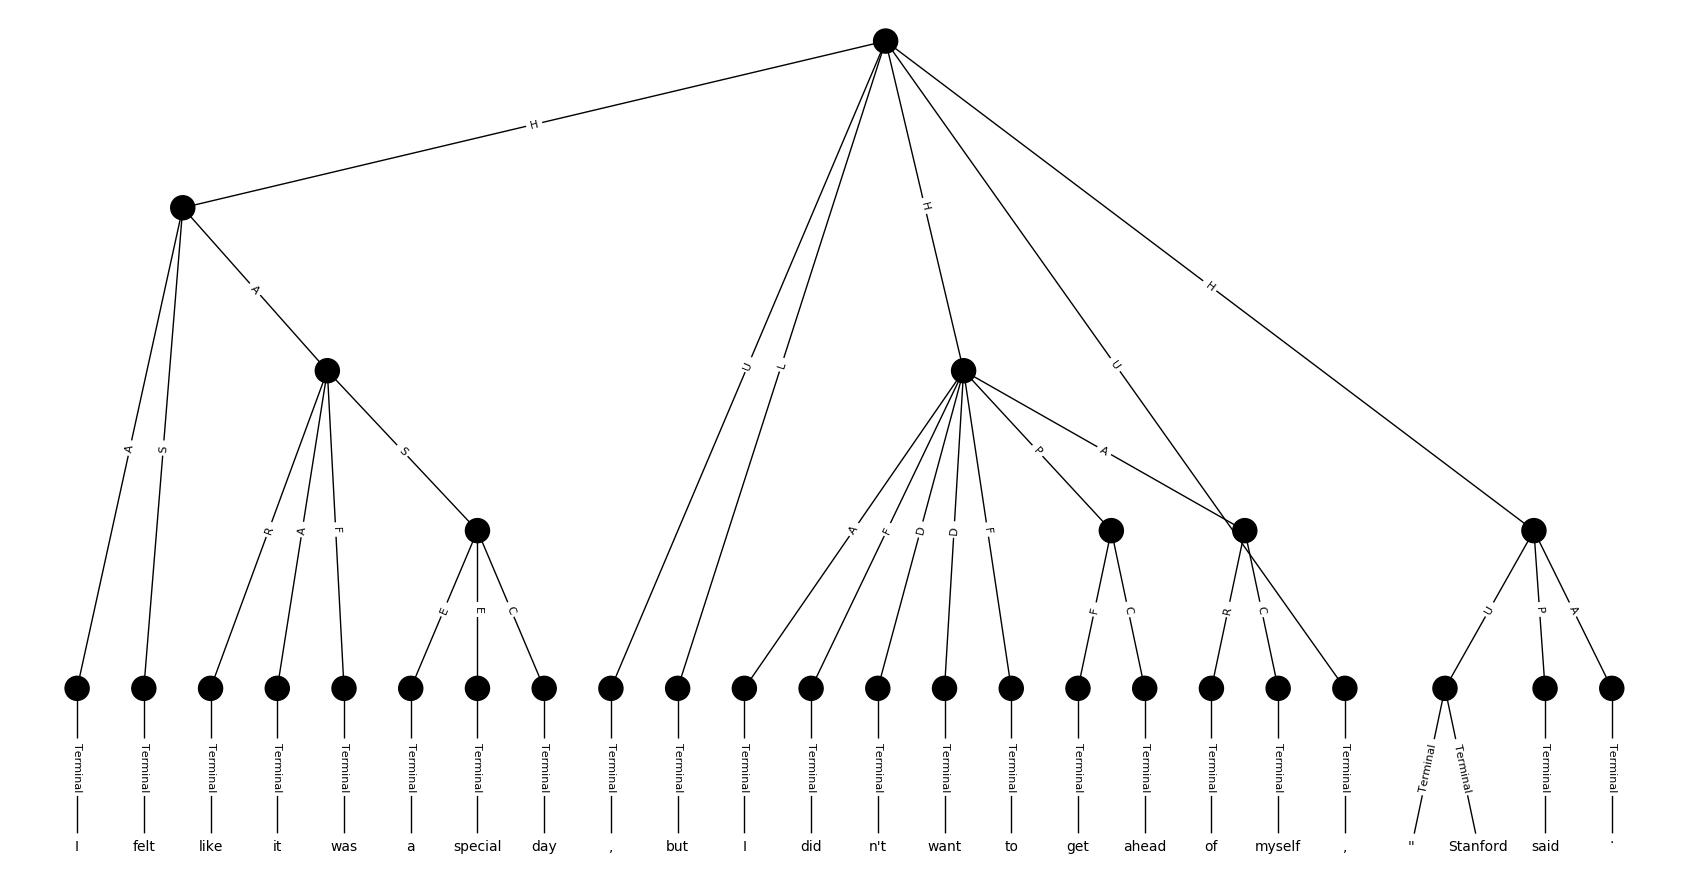 H
A S A U L H U H
R A F S A F D D F P A
E E C F C R C U P A
Terminal Terminal Terminal Terminal Terminal Terminal Terminal Terminal Terminal Terminal Terminal Terminal Terminal Terminal Terminal Terminal Terminal Terminal Terminal Terminal Terminal Terminal Terminal Terminal
I felt like it was a special day , but I did n't want to get ahead of myself , " Stanford said .